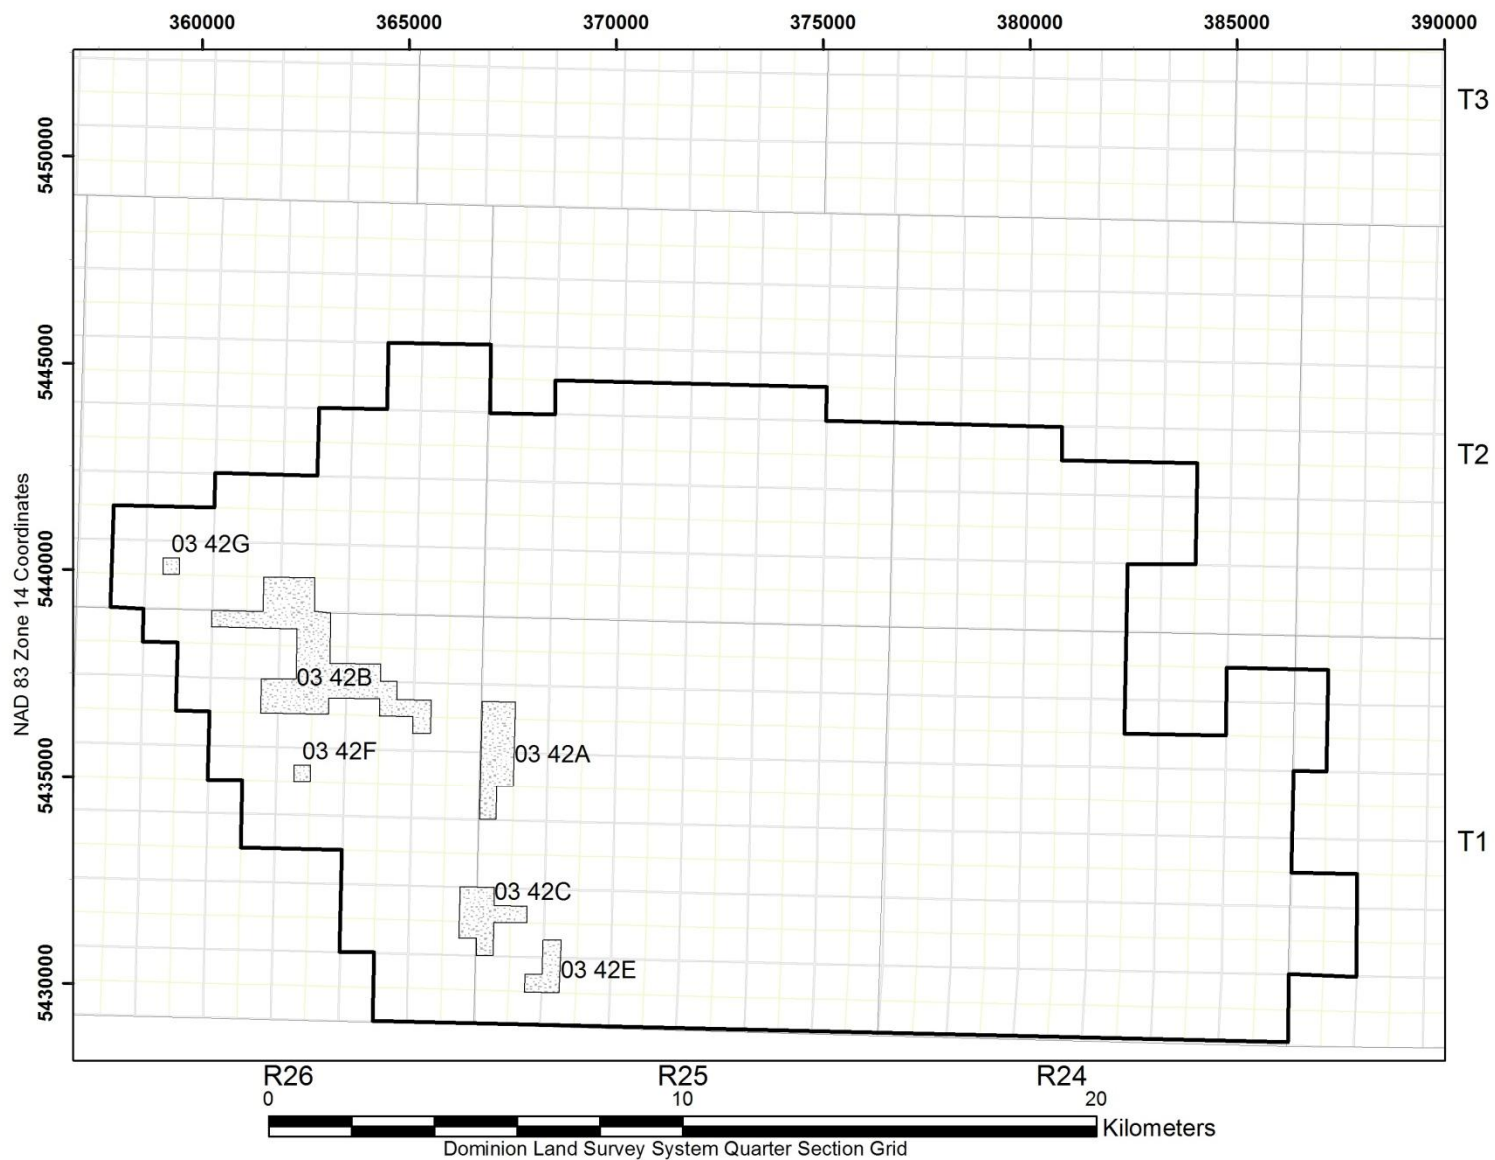 360000 365000 370000 375000 380000 385000 390000
T3
5450000
5445000
T2
NAD 83 Zone 14 Coordinates
03 42G
5440000
03 42B
03 42F
03 42A
5435000
T1
03 42C
03 42E
5430000
R26 R25 R24
0 10 20
Kilometers
Dominion Land Survey System Quarter Section Grid